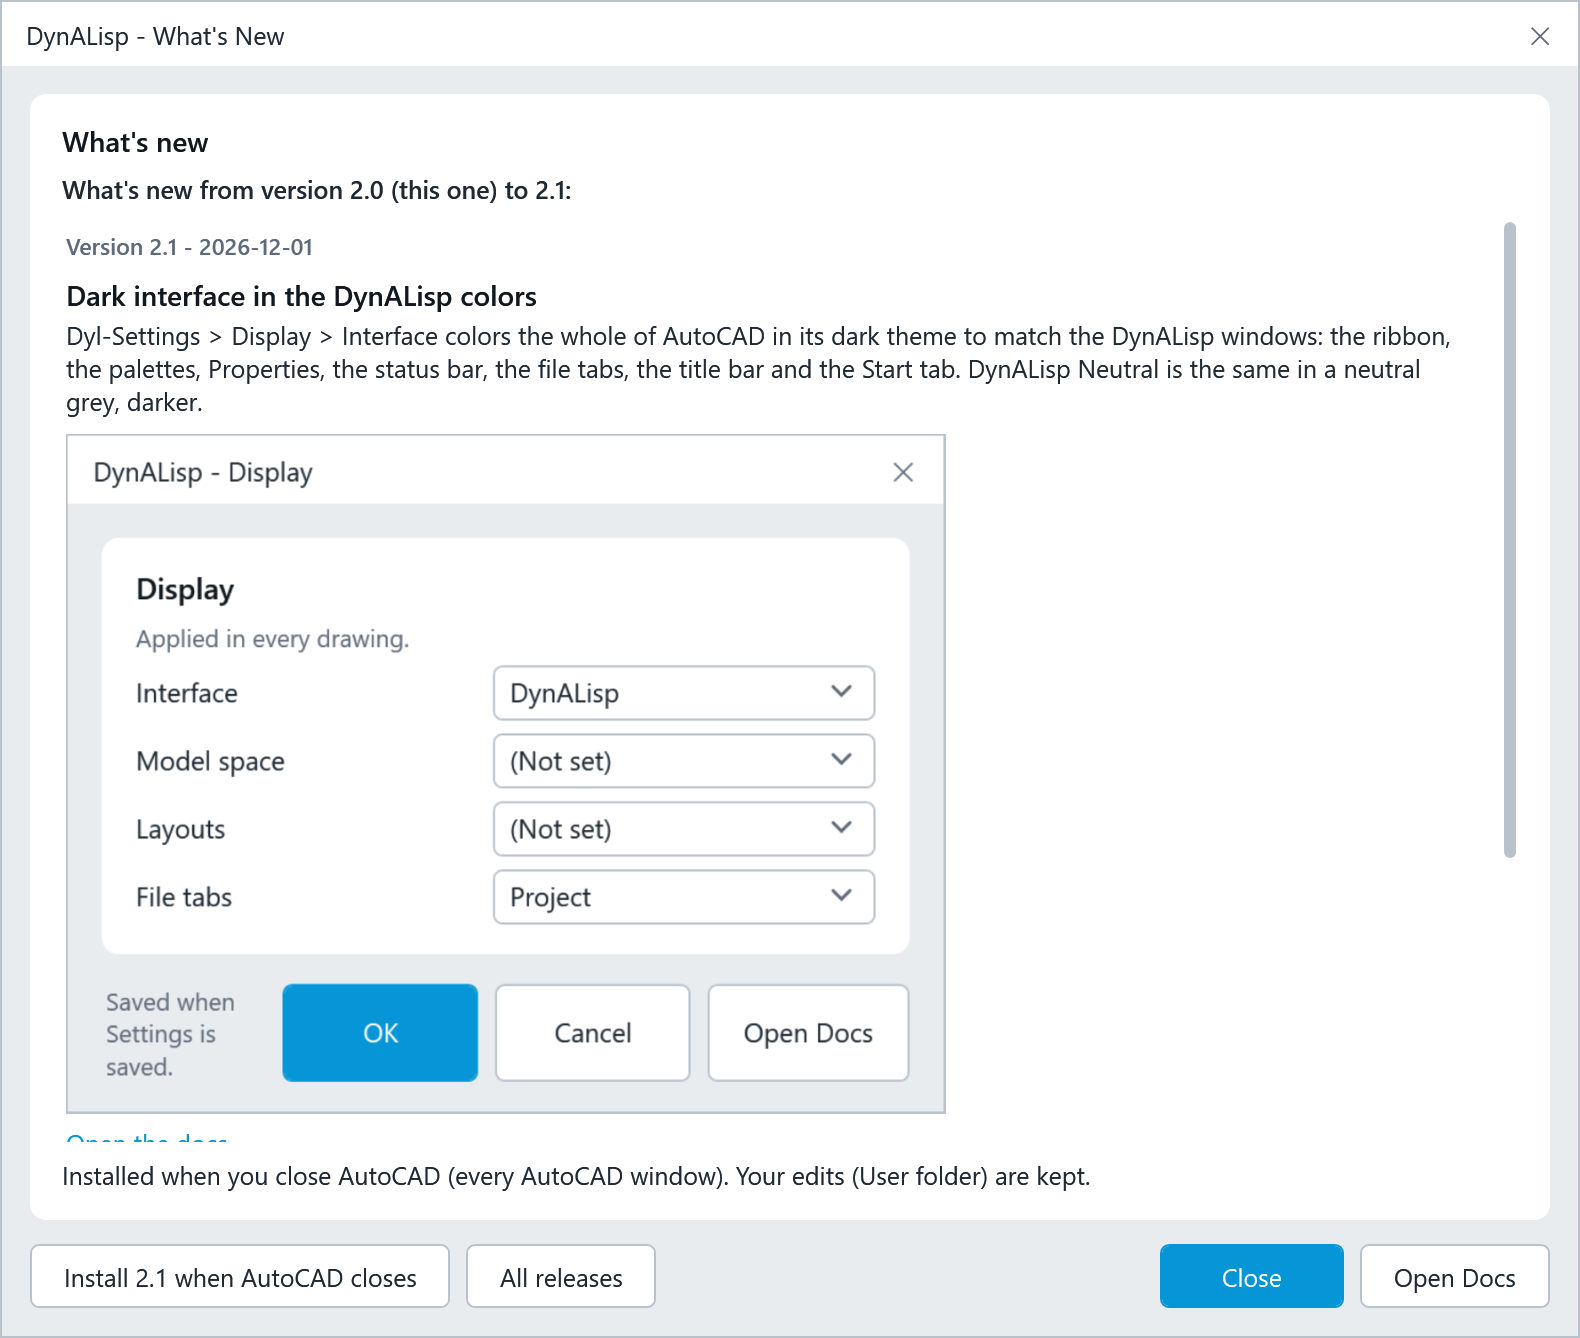 DynALisp - What's New
What's new
What's new from version 2.0 (this one) to 2.1:
Version 2.1 - 2026-12-01
Dark interface in the DynALisp colors
Dyl-Settings > Display > Interface colors the whole of AutoCAD in its dark theme to match the DynALisp windows: the ribbon,
the palettes, Properties, the status bar, the file tabs, the title bar and the Start tab. DynALisp Neutral is the same in a neutral
grey, darker.
DynALisp - Display
Display
Applied in every drawing.
Interface DynALisp
Model space (Not set)
Layouts (Not set)
File tabs Project
Saved when
Settings is
saved.
OK Cancel Open Docs
Open the docs
Installed when you close AutoCAD (every AutoCAD window). Your edits (User folder) are kept.
Install 2.1 when AutoCAD closes All releases Close Open Docs